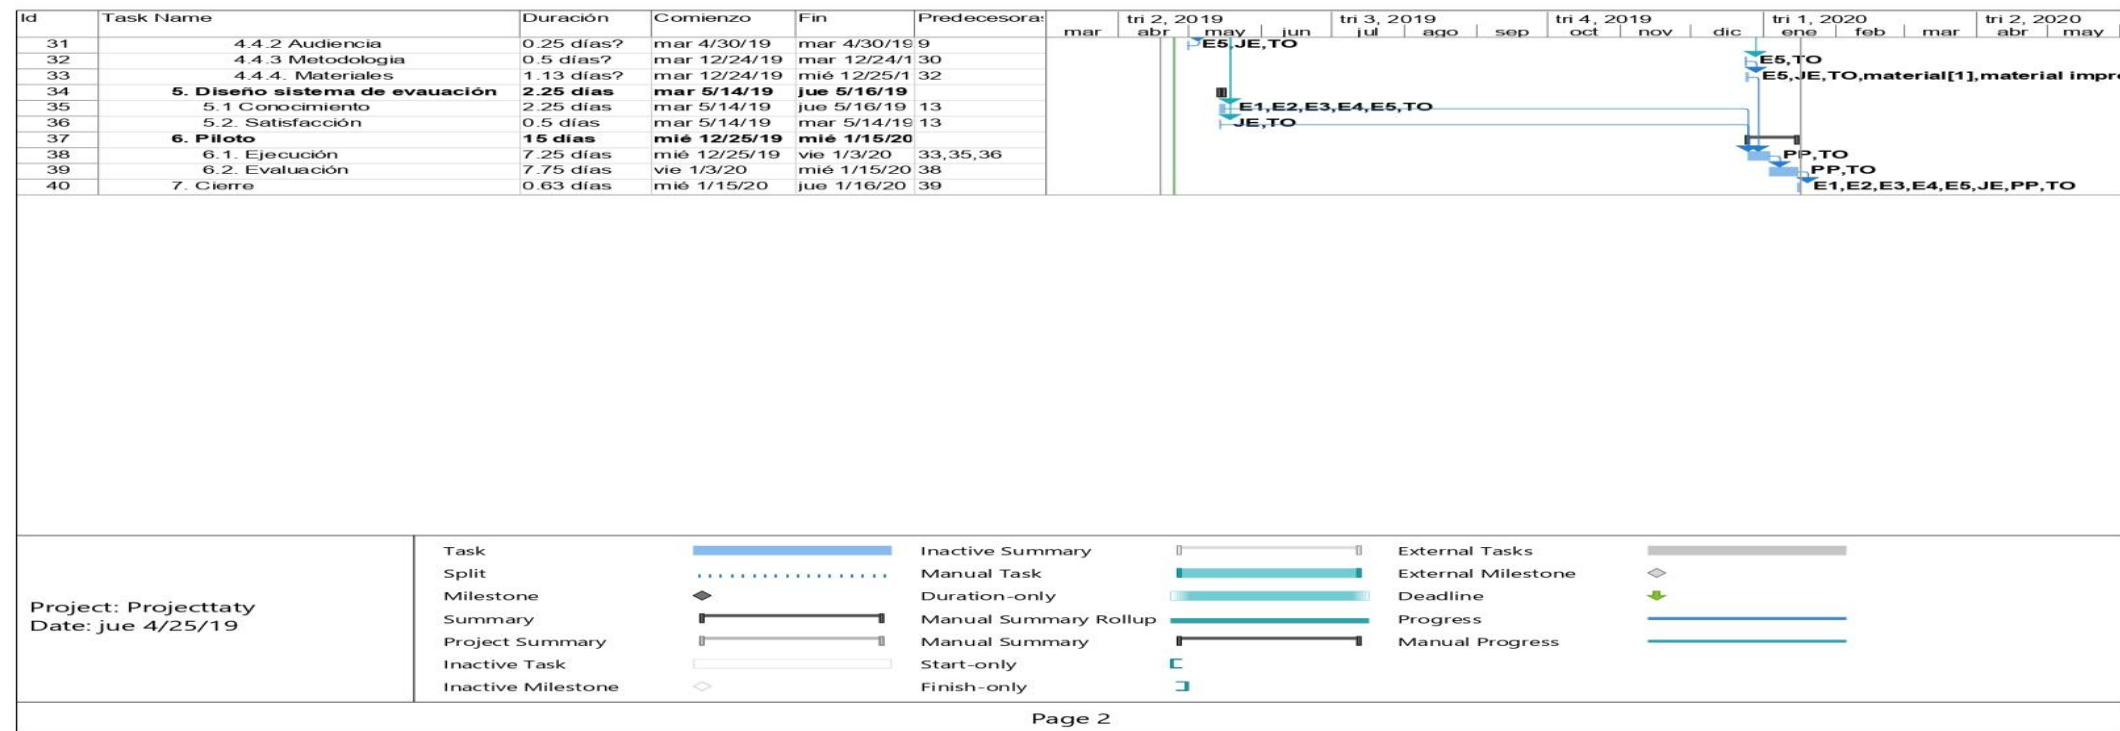 Id Task Name Duración Comienzo Fin Predecesoras tri 2, 2019 tri 3, 2019 tri 4, 2019 tri 1, 2020 tri 2, 2020
mar abr may jun jul ago sep oct nov dic ene feb mar abr may
31 4.4.2 Audiencia 0.25 días? mar 4/30/19 mar 4/30/19 9 E5,JE,TO
32 4.4.3 Metodologia 0.5 días? mar 12/24/19 mar 12/24/1 30 E5,TO
33 4.4.4. Materiales 1.13 días? mar 12/24/19 mié 12/25/1 32 E5,JE,TO,material[1],material impre
34 5. Diseño sistema de evauación 2.25 días mar 5/14/19 jue 5/16/19
35 5.1 Conocimiento 2.25 días mar 5/14/19 jue 5/16/19 13 E1,E2,E3,E4,E5,TO
36 5.2. Satisfacción 0.5 días mar 5/14/19 mar 5/14/19 13 JE,TO
37 6. Piloto 15 días mié 12/25/19 mié 1/15/20
38 6.1. Ejecución 7.25 días mié 12/25/19 vie 1/3/20 33,35,36 PP,TO
39 6.2. Evaluación 7.75 días vie 1/3/20 mié 1/15/20 38 PP,TO
40 7. Cierre 0.63 días mié 1/15/20 jue 1/16/20 39 E1,E2,E3,E4,E5,JE,PP,TO
Project: Projecttaty
Date: jue 4/25/19
Task Inactive Summary External Tasks
Split Manual Task External Milestone
Milestone Duration-only Deadline
Summary Manual Summary Rollup Progress
Project Summary Manual Summary Manual Progress
Inactive Task Start-only
Inactive Milestone Finish-only
Page 2